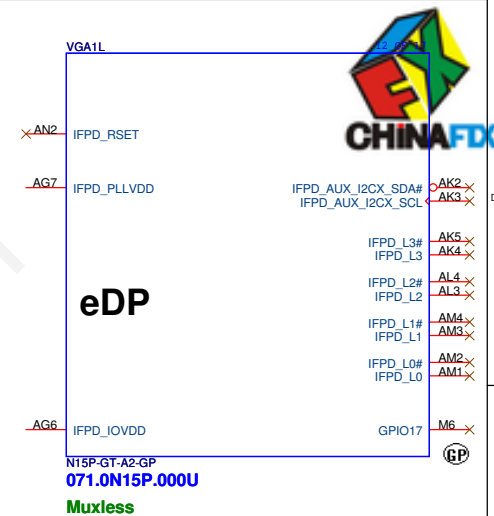 VGA1L
CHiNAFIX
AN2 IFPD_RSET
AG7 IFPD_PLLVDD
IFPD_AUX_I2CX_SDA# AK2
IFPD_AUX_I2CX_SCL AK3
IFPD_L3# AK5
IFPD_L3 AK4
IFPD_L2# AL4
IFPD_L2 AL3
eDP
IFPD_L1# AM4
IFPD_L1 AM3
IFPD_L0# AM2
IFPD_L0 AM1
AG6 IFPD_IOVDD
GPIO17 M6
GP
N15P-GT-A2-GP
071.0N15P.000U
Muxless